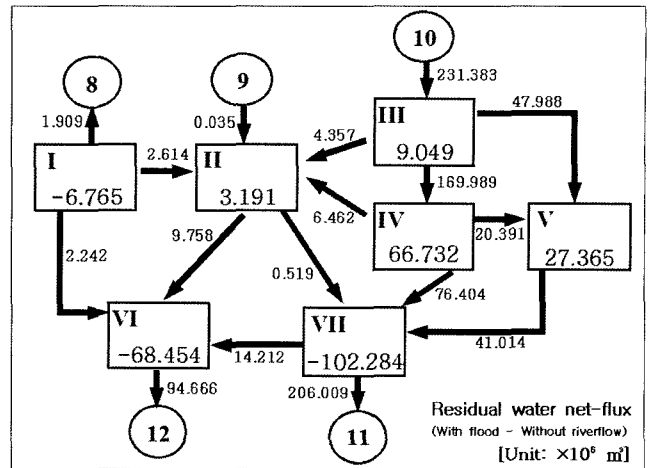 8
9
10
1.909
0.035
231.383
47.988
I
-6.765
2.614
II
3.191
4.357
III
9.049
169.989
6.462
IV
66.732
20.391
V
27.365
2.242
9.758
0.519
76.404
41.014
VI
-68.454
14.212
VII
-102.284
94.666
206.009
12
11
Residual water net-flux
(With flood - Without riverflow)
[Unit: ×10⁶ ㎥]